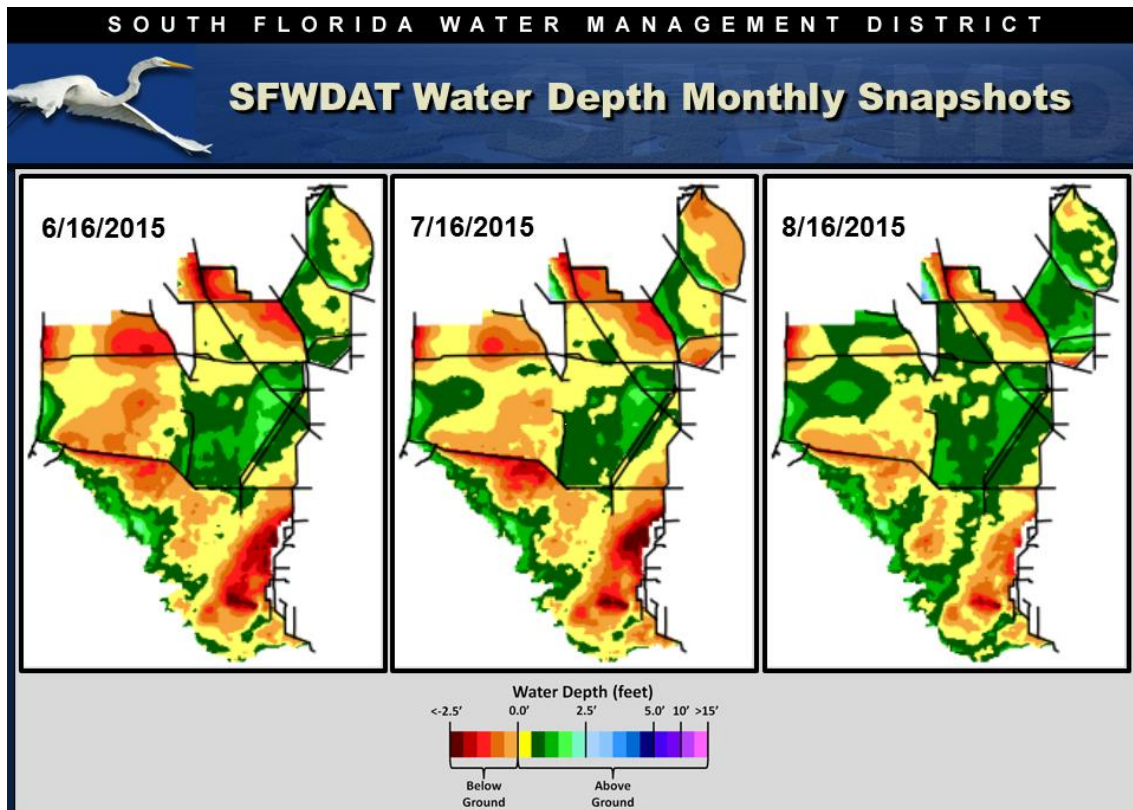 SOUTH FLORIDA WATER MANAGEMENT DISTRICT
SFWDAT Water Depth Monthly Snapshots
SFWMD
6/16/2015
7/16/2015
8/16/2015
Water Depth (feet)
<-2.5' 0.0' 2.5' 5.0' 10' >15'
Below Ground
Above Ground